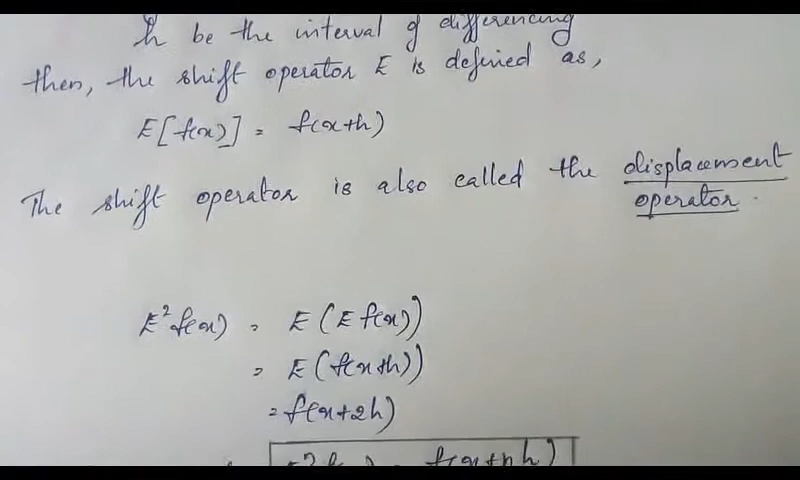 h be the interval of differencing
then, the shift operator E is defined as,
E[f(x)] = f(x+h)
The shift operator is also called the displacement
operator.
E²f(x) = E(E f(x))
= E(f(x+h))
= f(x+2h)
f(x+nh)